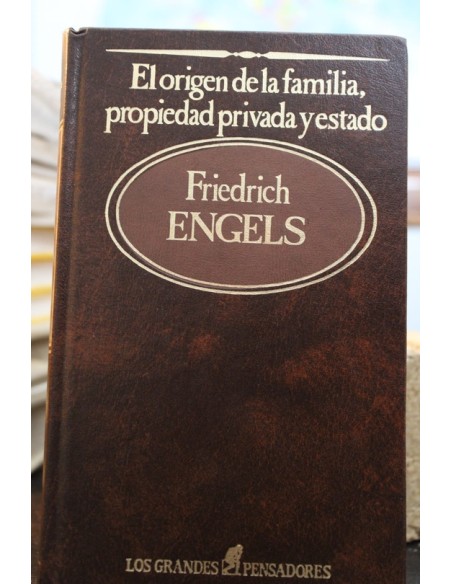 El origen de la familia,
propiedad privada y estado
Friedrich
ENGELS
LOS GRANDES PENSADORES